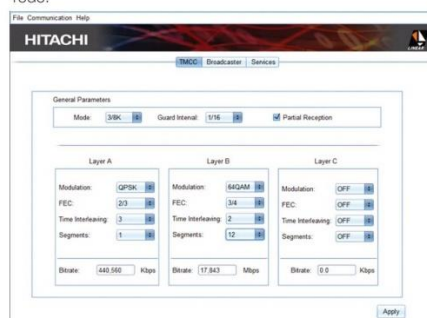 File Communication Help
HITACHI
LINEAR
TMCC Broadcaster Services
General Parameters
Mode: 3/8K Guard Interval: 1/16 Partial Reception
Layer A
Modulation: QPSK
FEC: 2/3
Time Interleaving: 3
Segments: 1
Bitrate: 440,560 Kbps
Layer B
Modulation: 64QAM
FEC: 3/4
Time Interleaving: 2
Segments: 12
Bitrate: 17,843 Mbps
Layer C
Modulation: OFF
FEC: OFF
Time Interleaving: OFF
Segments: OFF
Bitrate: 0.0 Kbps
Apply